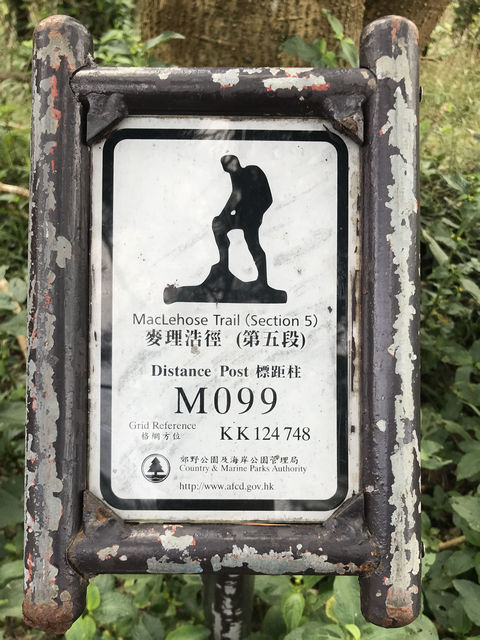 MacLehose Trail (Section 5)
麥理浩徑 (第五段)
Distance Post 標距柱
M099
Grid Reference
格網方位
KK 124 748
郊野公園及海岸公園管理局
Country & Marine Parks Authority
http://www.afcd.gov.hk